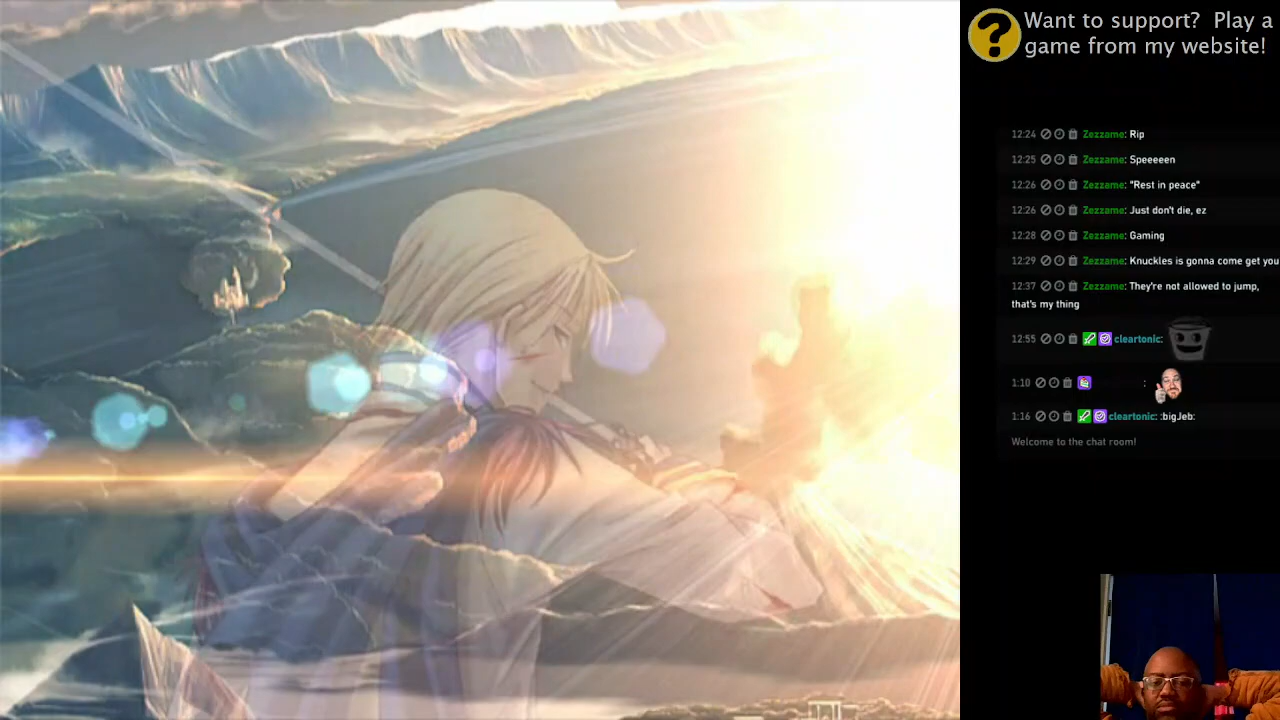 Want to support? Play a
game from my website!
12:24 Zezzame: Rip
12:25 Zezzame: Speeeeen
12:26 Zezzame: "Rest in peace"
12:26 Zezzame: Just don't die, ez
12:28 Zezzame: Gaming
12:29 Zezzame: Knuckles is gonna come get you
12:37 Zezzame: They're not allowed to jump,
that's my thing
12:55 cleartonic:
1:10 :
1:16 cleartonic: :bigJeb:
Welcome to the chat room!